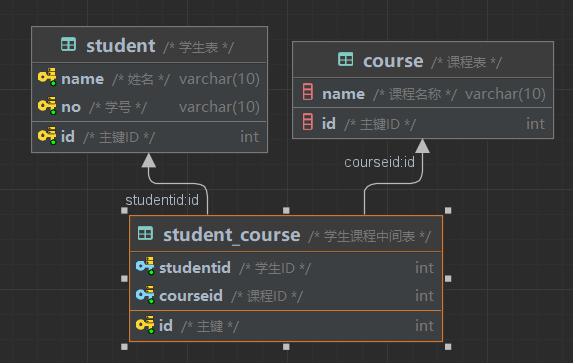 student /* 学生表 */
name /* 姓名 */ varchar(10)
no /* 学号 */ varchar(10)
id /* 主键ID */ int
course /* 课程表 */
name /* 课程名称 */ varchar(10)
id /* 主键ID */ int
studentid:id
courseid:id
student_course /* 学生课程中间表 */
studentid /* 学生ID */ int
courseid /* 课程ID */ int
id /* 主键 */ int